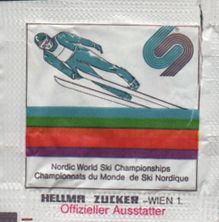 Nordic World Ski Championships
Championnats du Monde de Ski Nordique
HELLMA ZUCKER -WIEN 1.
Offizieller Ausstatter